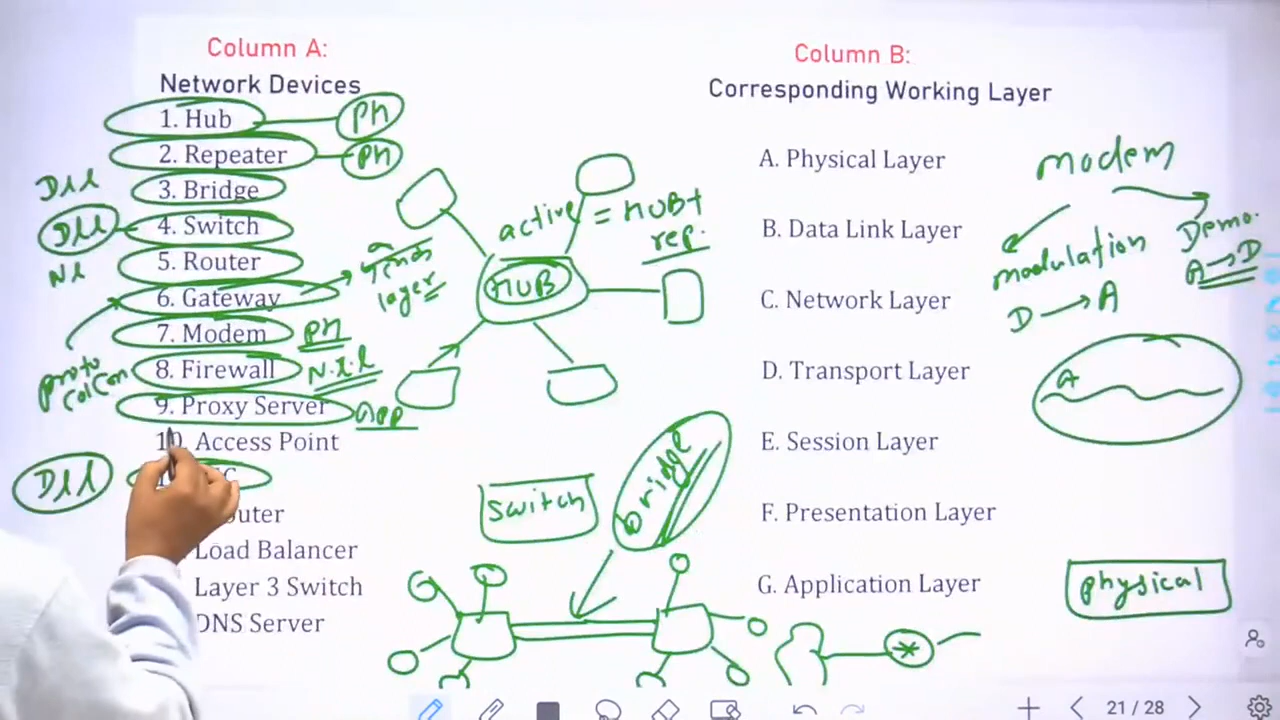 Column A:
Network Devices
1. Hub
ph
2. Repeater
ph
Dll
3. Bridge
Dll
4. Switch
Nl
5. Router
6. Gateway
layer
7. Modem
ph
8. Firewall
N.t.l
9. Proxy Server
app
proto
col con
10. Access Point
Dll
Load Balancer
Layer 3 Switch
DNS Server
active = HUB+
rep.
HUB
switch
Bridge
Column B:
Corresponding Working Layer
A. Physical Layer
B. Data Link Layer
C. Network Layer
D. Transport Layer
E. Session Layer
F. Presentation Layer
G. Application Layer
modem
modulation
D → A
Demo.
A → D
A
physical
*
21 / 28